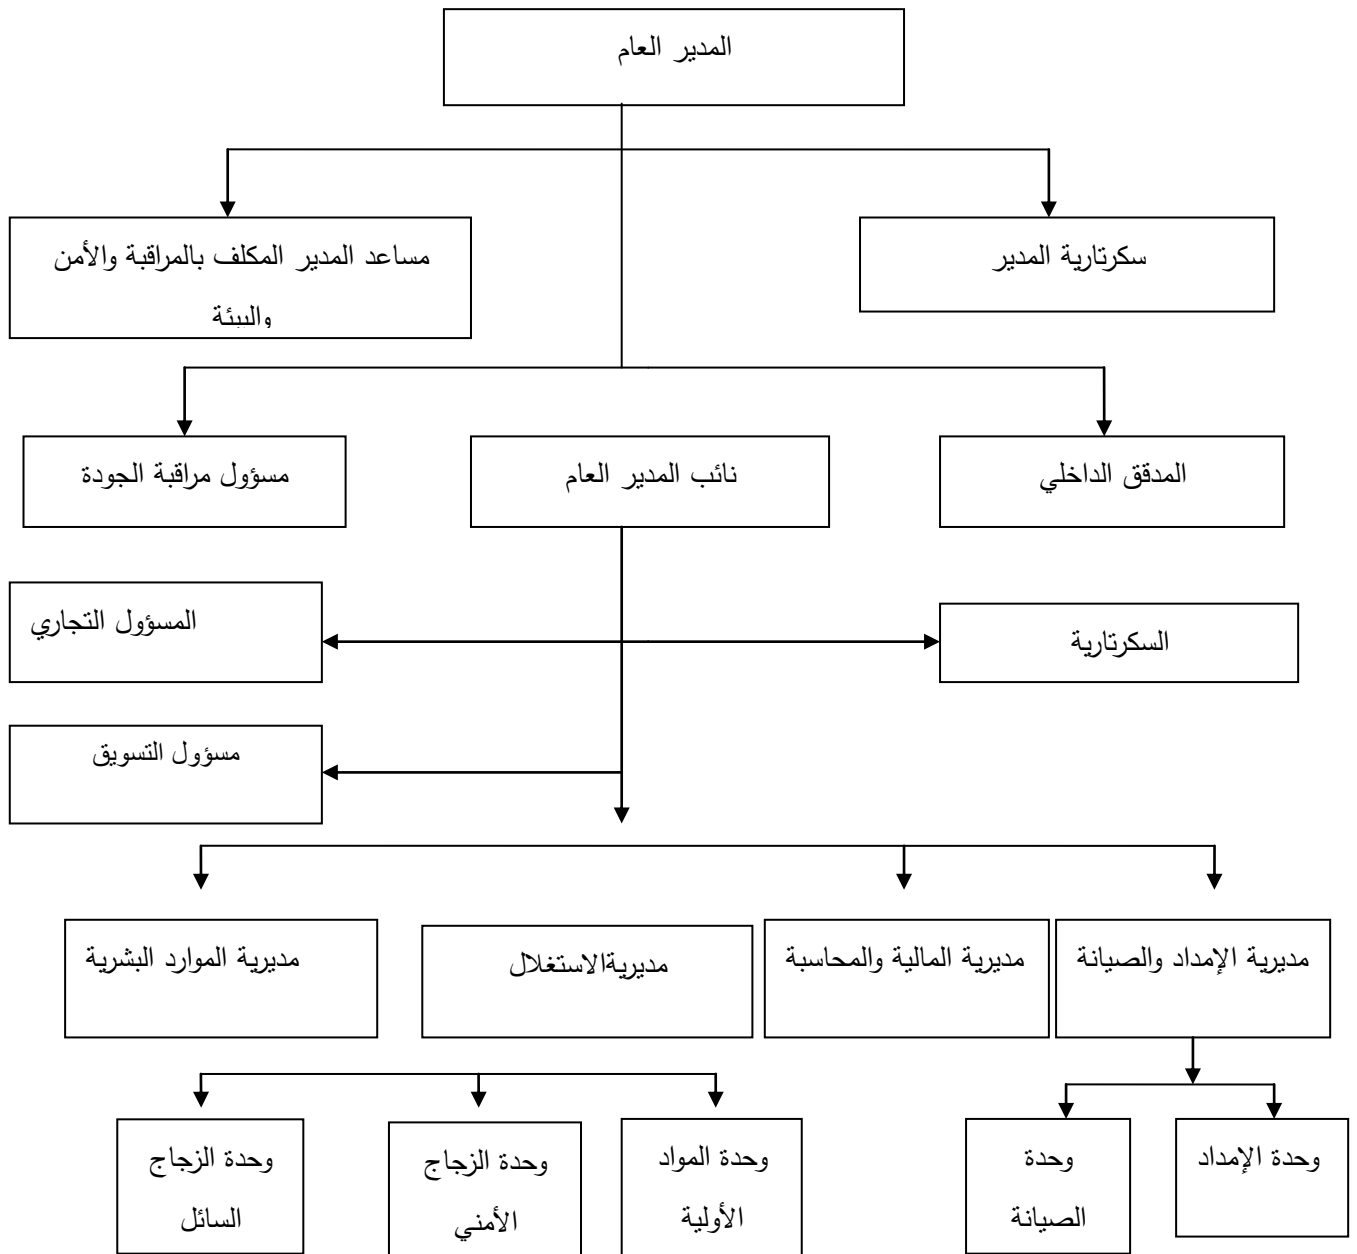 المدير العام
سكرتارية المدير
مساعد المدير المكلف بالمراقبة والأمن
والبيئة
المدقق الداخلي
نائب المدير العام
مسؤول مراقبة الجودة
السكرتارية
المسؤول التجاري
مسؤول التسويق
مديرية الإمداد والصيانة
مديرية المالية والمحاسبة
مديريةالاستغلال
مديرية الموارد البشرية
وحدة الإمداد
وحدة
الصيانة
وحدة المواد
الأولية
وحدة الزجاج
الأمني
وحدة الزجاج
السائل